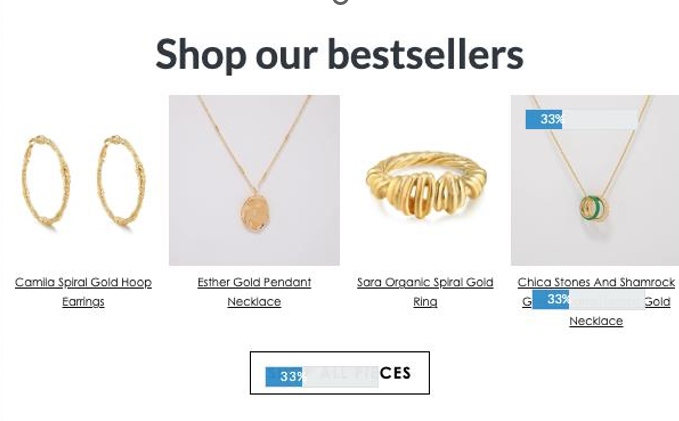 Shop our bestsellers
33%
Camila Spiral Gold Hoop
Earrings
Esther Gold Pendant
Necklace
Sara Organic Spiral Gold
Ring
Chica Stones And Shamrock
33% Gold
Necklace
33% CES